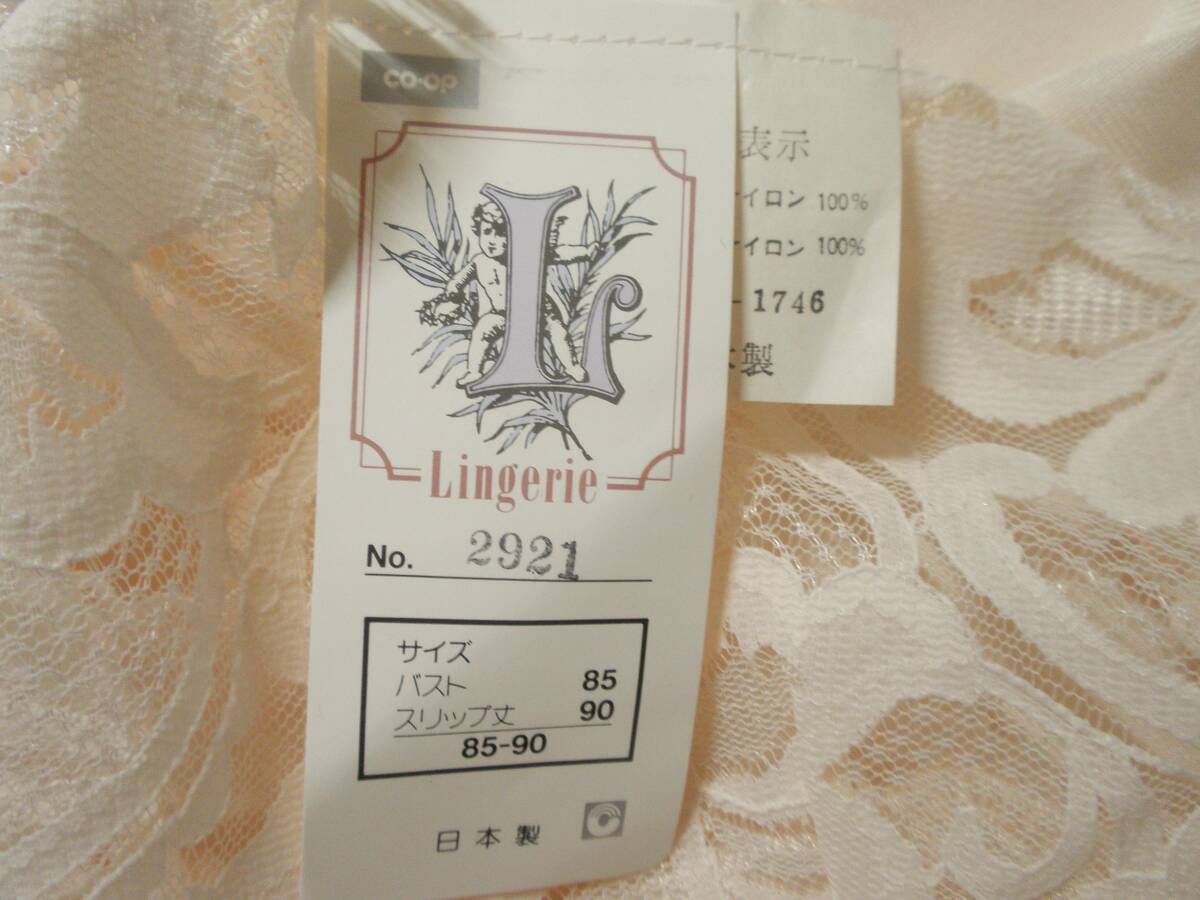 co-op
L
Lingerie
No. 2921
サイズ
バスト 85
スリップ丈 90
85-90
日本製
表示
イロン 100%
イロン 100%
-1746
製